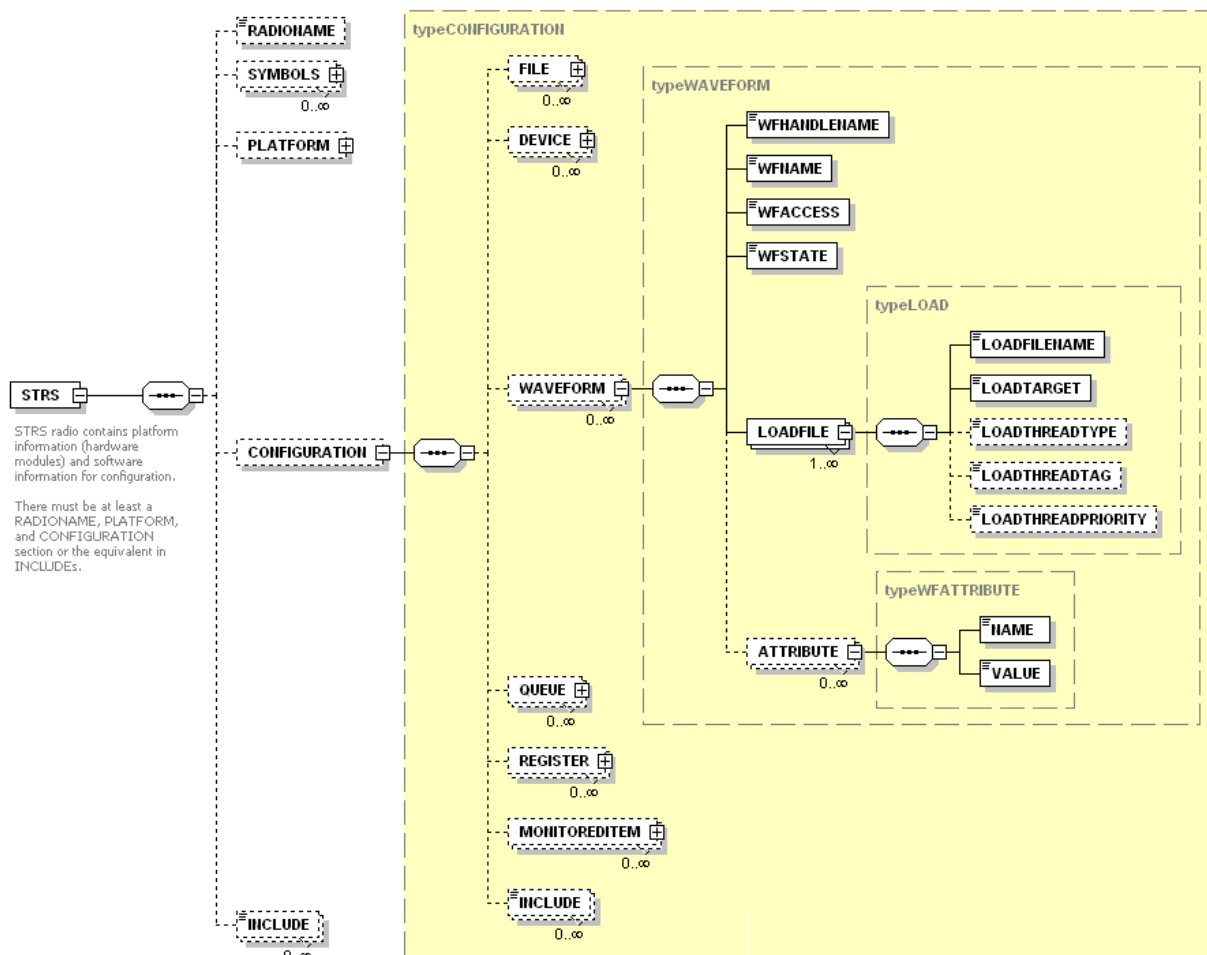 RADIONAME
typeCONFIGURATION
SYMBOLS
0..∞
PLATFORM
FILE
0..∞
typeWAVEFORM
DEVICE
0..∞
WFHANDLENAME
WFNAME
WFACCESS
WFSTATE
typeLOAD
LOADFILENAME
STRS
WAVEFORM
0..∞
LOADTARGET
STRS radio contains platform
information (hardware
modules) and software
information for configuration.
There must be at least a
RADIONAME, PLATFORM,
and CONFIGURATION
section or the equivalent in
INCLUDEs.
CONFIGURATION
LOADFILE
1..∞
LOADTHREADTYPE
LOADTHREADTAG
LOADTHREADPRIORITY
typeWFATTRIBUTE
ATTRIBUTE
0..∞
NAME
VALUE
QUEUE
0..∞
REGISTER
0..∞
MONITOREDITEM
0..∞
INCLUDE
0..∞
INCLUDE
0..∞